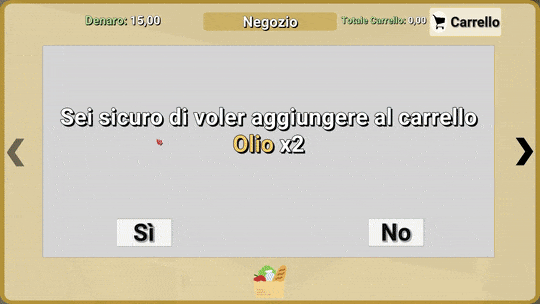 Denaro: 15,00
Negozio
Totale Carrello: 0,00
Carrello
Sei sicuro di voler aggiungere al carrello
Olio x2
Sì
No